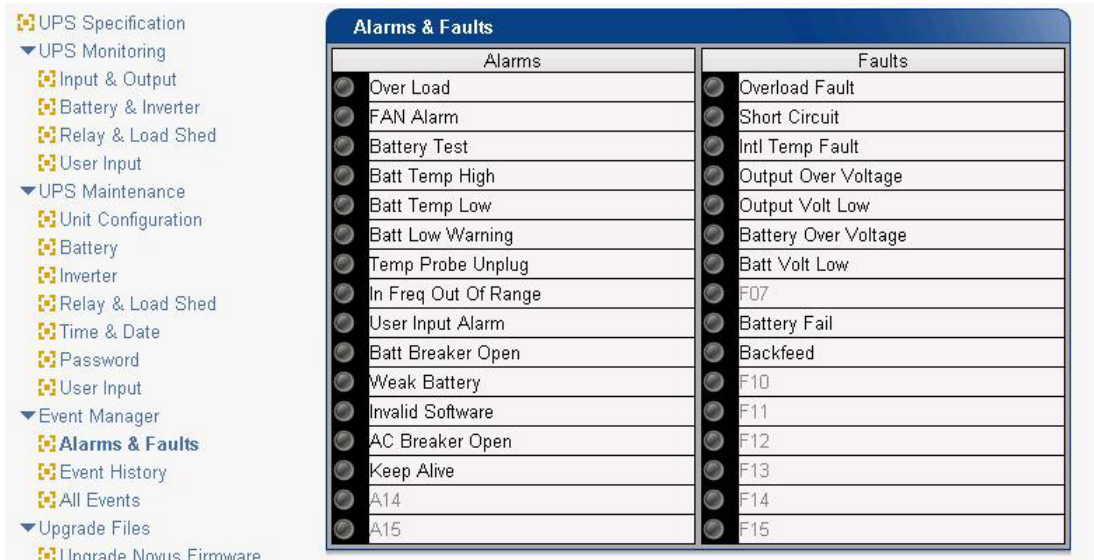 UPS Specification
UPS Monitoring
Input & Output
Battery & Inverter
Relay & Load Shed
User Input
UPS Maintenance
Unit Configuration
Battery
Inverter
Relay & Load Shed
Time & Date
Password
User Input
Event Manager
Alarms & Faults
Event History
All Events
Upgrade Files
Upgrade Novus Firmware
Alarms & Faults
Alarms Faults
Over Load Overload Fault
FAN Alarm Short Circuit
Battery Test Intl Temp Fault
Batt Temp High Output Over Voltage
Batt Temp Low Output Volt Low
Batt Low Warning Battery Over Voltage
Temp Probe Unplug Batt Volt Low
In Freq Out Of Range F07
User Input Alarm Battery Fail
Batt Breaker Open Backfeed
Weak Battery F10
Invalid Software F11
AC Breaker Open F12
Keep Alive F13
A14 F14
A15 F15